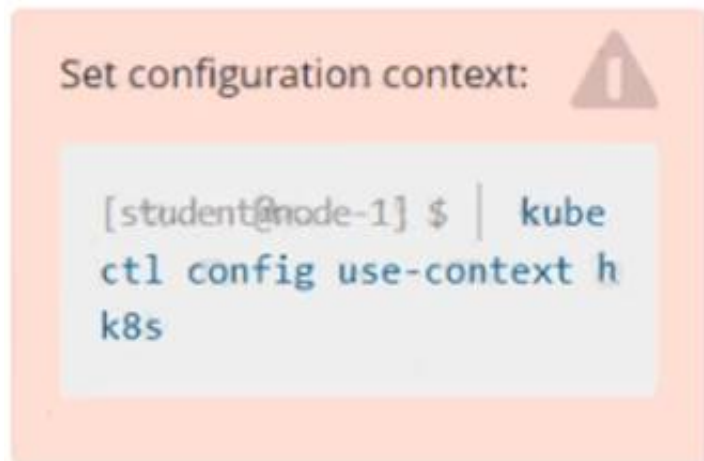 Set configuration context:
[student@node-1] $ | kube
ctl config use-context h
k8s